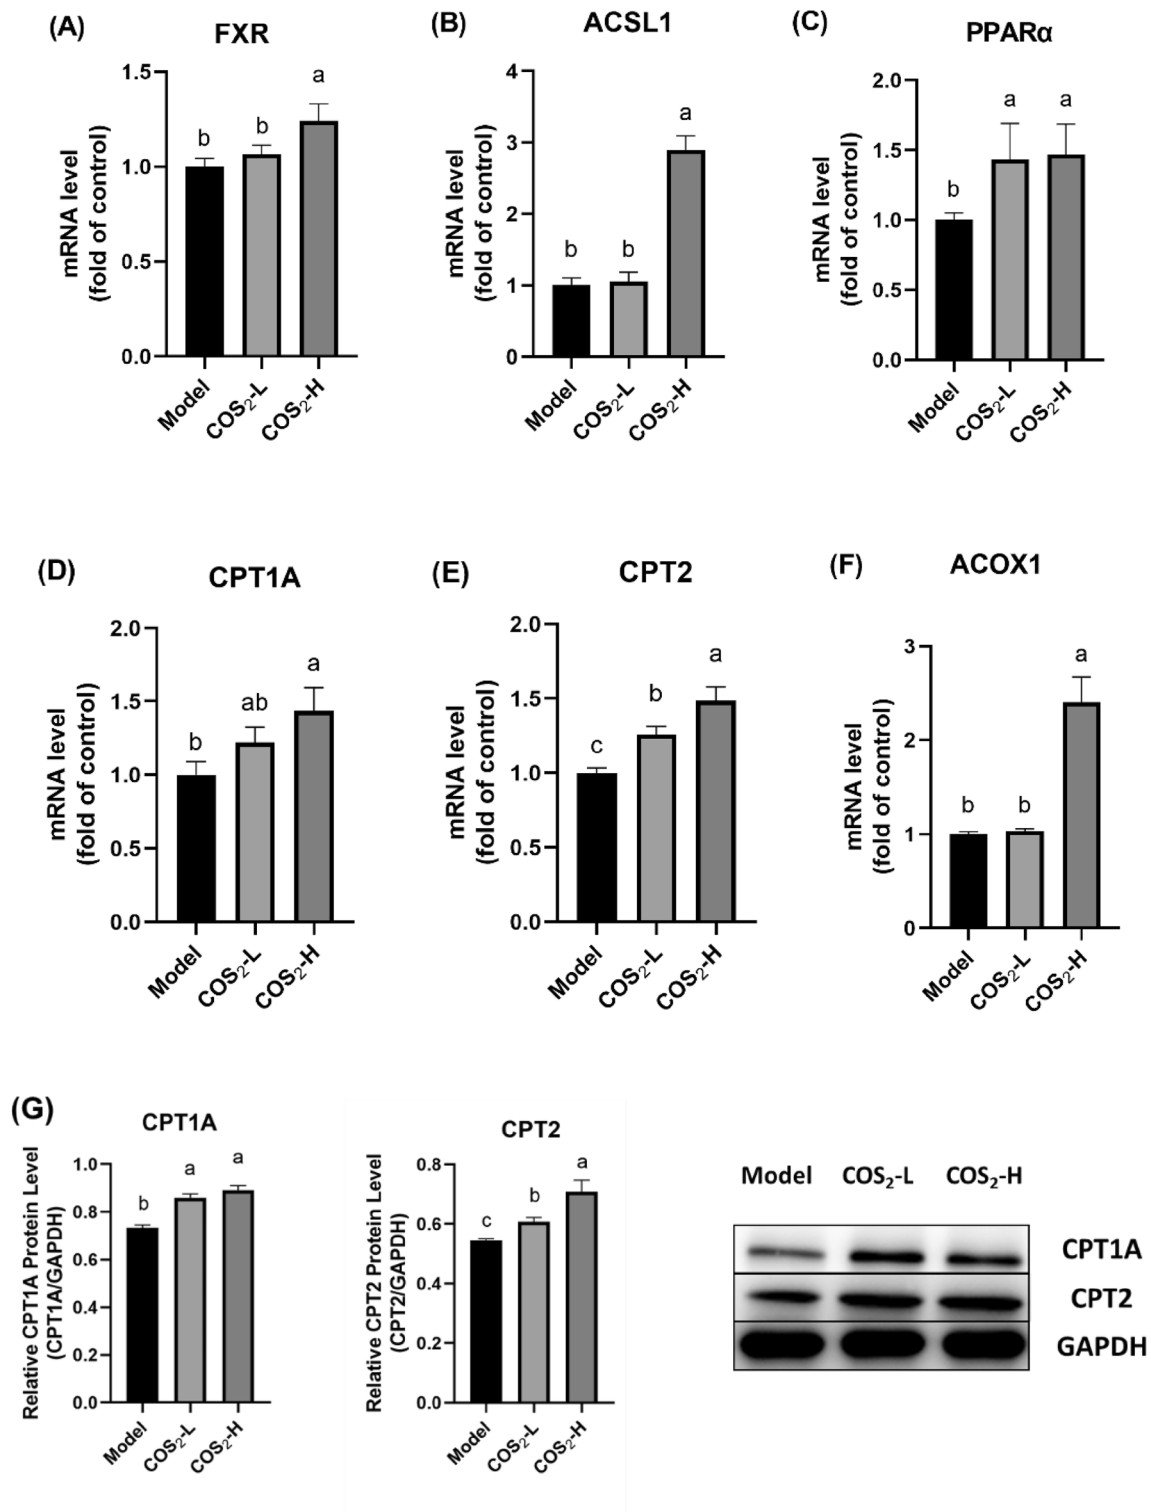 (A)
FXR
mRNA level
(fold of control)
1.5
1.0
0.5
0.0
b
b
a
Model
COS₂-L
COS₂-H
(B)
ACSL1
mRNA level
(fold of control)
4
3
2
1
0
b
b
a
Model
COS₂-L
COS₂-H
(C)
PPARα
mRNA level
(fold of control)
2.0
1.5
1.0
0.5
0.0
b
a
a
Model
COS₂-L
COS₂-H
(D)
CPT1A
mRNA level
(fold of control)
2.0
1.5
1.0
0.5
0.0
b
ab
a
Model
COS₂-L
COS₂-H
(E)
CPT2
mRNA level
(fold of control)
2.0
1.5
1.0
0.5
0.0
c
b
a
Model
COS₂-L
COS₂-H
(F)
ACOX1
mRNA level
(fold of control)
3
2
1
0
b
b
a
Model
COS₂-L
COS₂-H
(G)
CPT1A
Relative CPT1A Protein Level
(CPT1A/GAPDH)
1.0
0.8
0.6
0.4
0.2
0.0
b
a
a
Model
COS₂-L
COS₂-H
CPT2
Relative CPT2 Protein Level
(CPT2/GAPDH)
0.8
0.6
0.4
0.2
0.0
c
b
a
Model
COS₂-L
COS₂-H
Model COS₂-L COS₂-H
CPT1A
CPT2
GAPDH